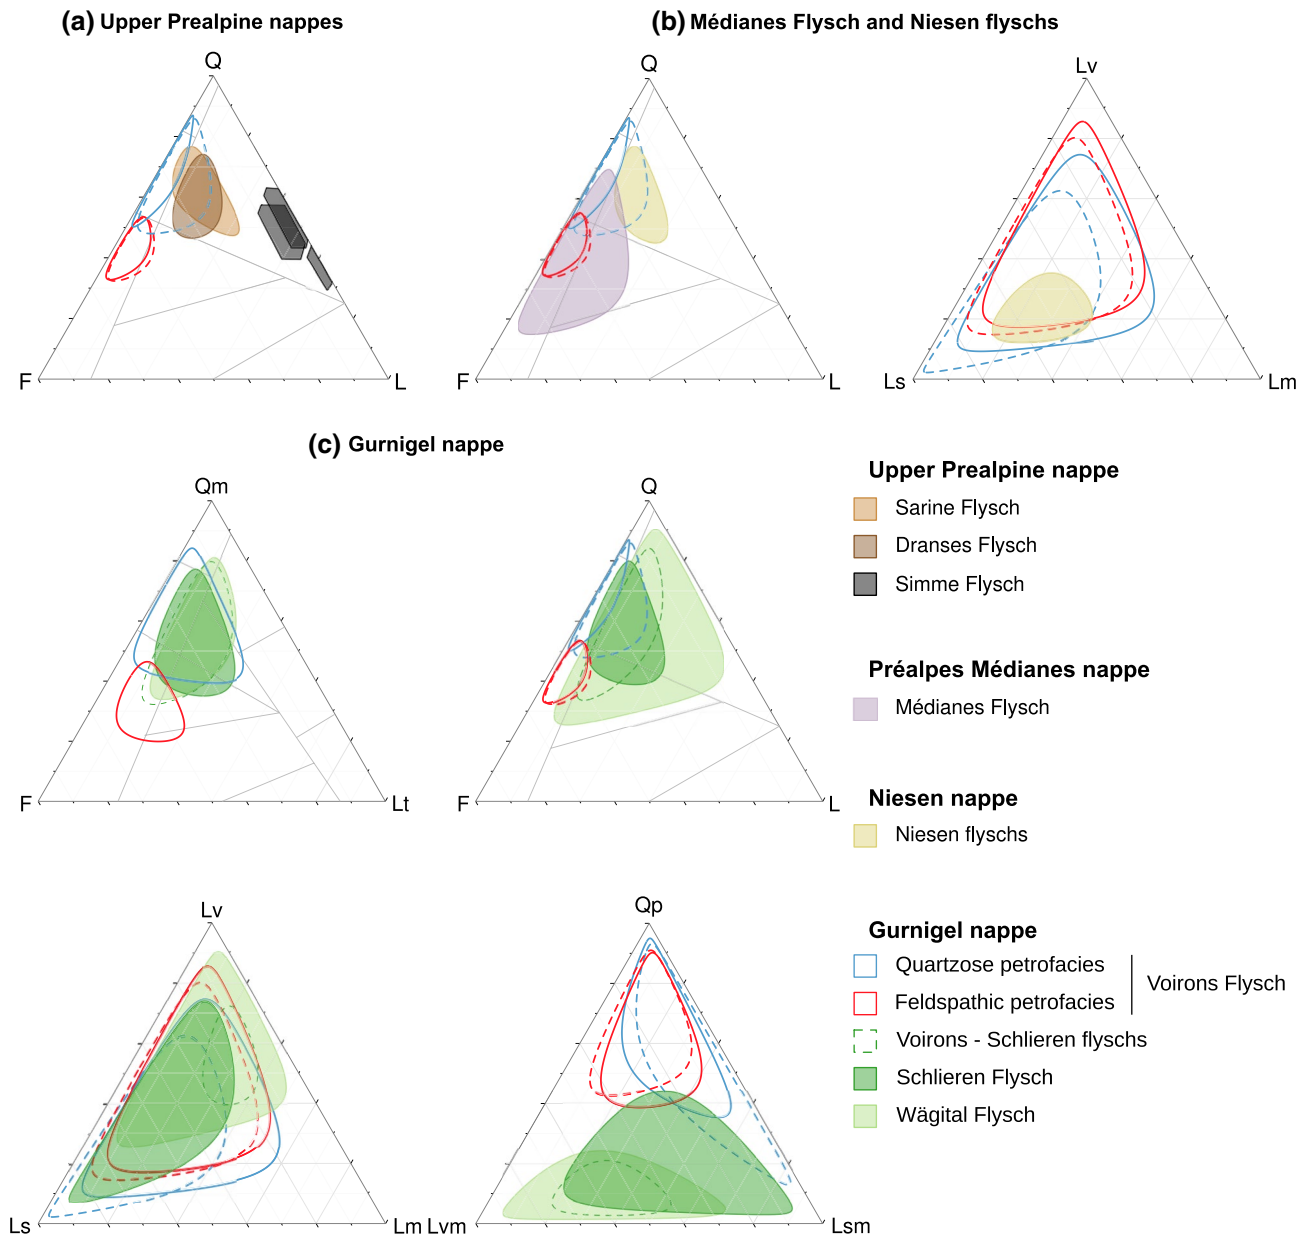 (a) Upper Prealpine nappes
(b) Médianes Flysch and Niesen flyschs
Q
F
L
Q
F
L
Lv
Ls
Lm
(c) Gurnigel nappe
Qm
F
Lt
Q
F
L
Lv
Ls
Lm
Qp
Lvm
Lsm
Upper Prealpine nappe
Sarine Flysch
Dranses Flysch
Simme Flysch
Préalpes Médianes nappe
Médianes Flysch
Niesen nappe
Niesen flyschs
Gurnigel nappe
Quartzose petrofacies
Feldspathic petrofacies
Voirons Flysch
Voirons - Schlieren flyschs
Schlieren Flysch
Wägital Flysch